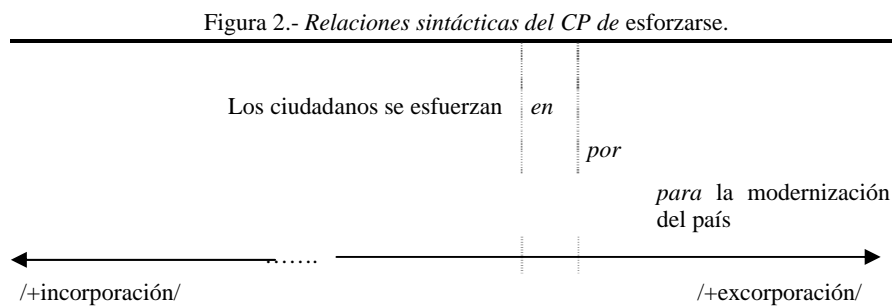 Figura 2.- Relaciones sintácticas del CP de esforzarse.
Los ciudadanos se esfuerzan en
por
para la modernización
del país
.......
/+incorporación/ /+excorporación/